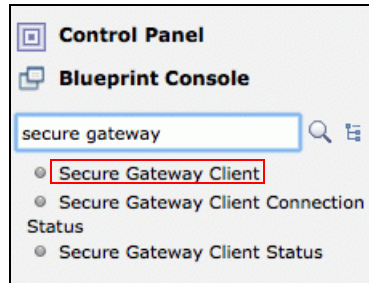 Control Panel
Blueprint Console
secure gateway
Secure Gateway Client
Secure Gateway Client Connection
Status
Secure Gateway Client Status